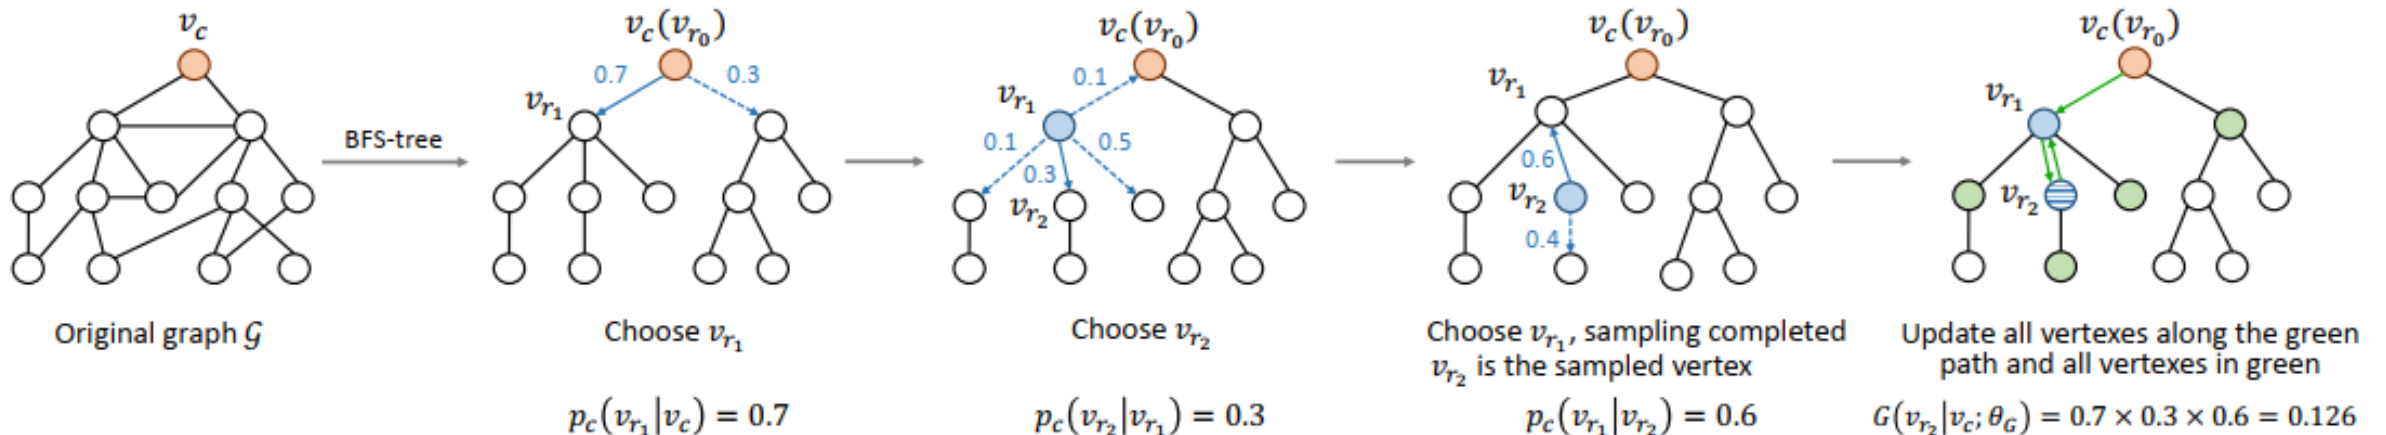 v_c
BFS-tree
Original graph 𝒢
v_c(v_{r_0})
0.7
0.3
v_{r_1}
Choose v_{r_1}
p_c(v_{r_1}|v_c) = 0.7
v_c(v_{r_0})
0.1
v_{r_1}
0.1
0.5
0.3
v_{r_2}
Choose v_{r_2}
p_c(v_{r_2}|v_{r_1}) = 0.3
v_c(v_{r_0})
v_{r_1}
0.6
v_{r_2}
0.4
Choose v_{r_1}, sampling completed
v_{r_2} is the sampled vertex
p_c(v_{r_1}|v_{r_2}) = 0.6
v_c(v_{r_0})
v_{r_1}
v_{r_2}
Update all vertexes along the green
path and all vertexes in green
G(v_{r_2}|v_c; θ_G) = 0.7 × 0.3 × 0.6 = 0.126